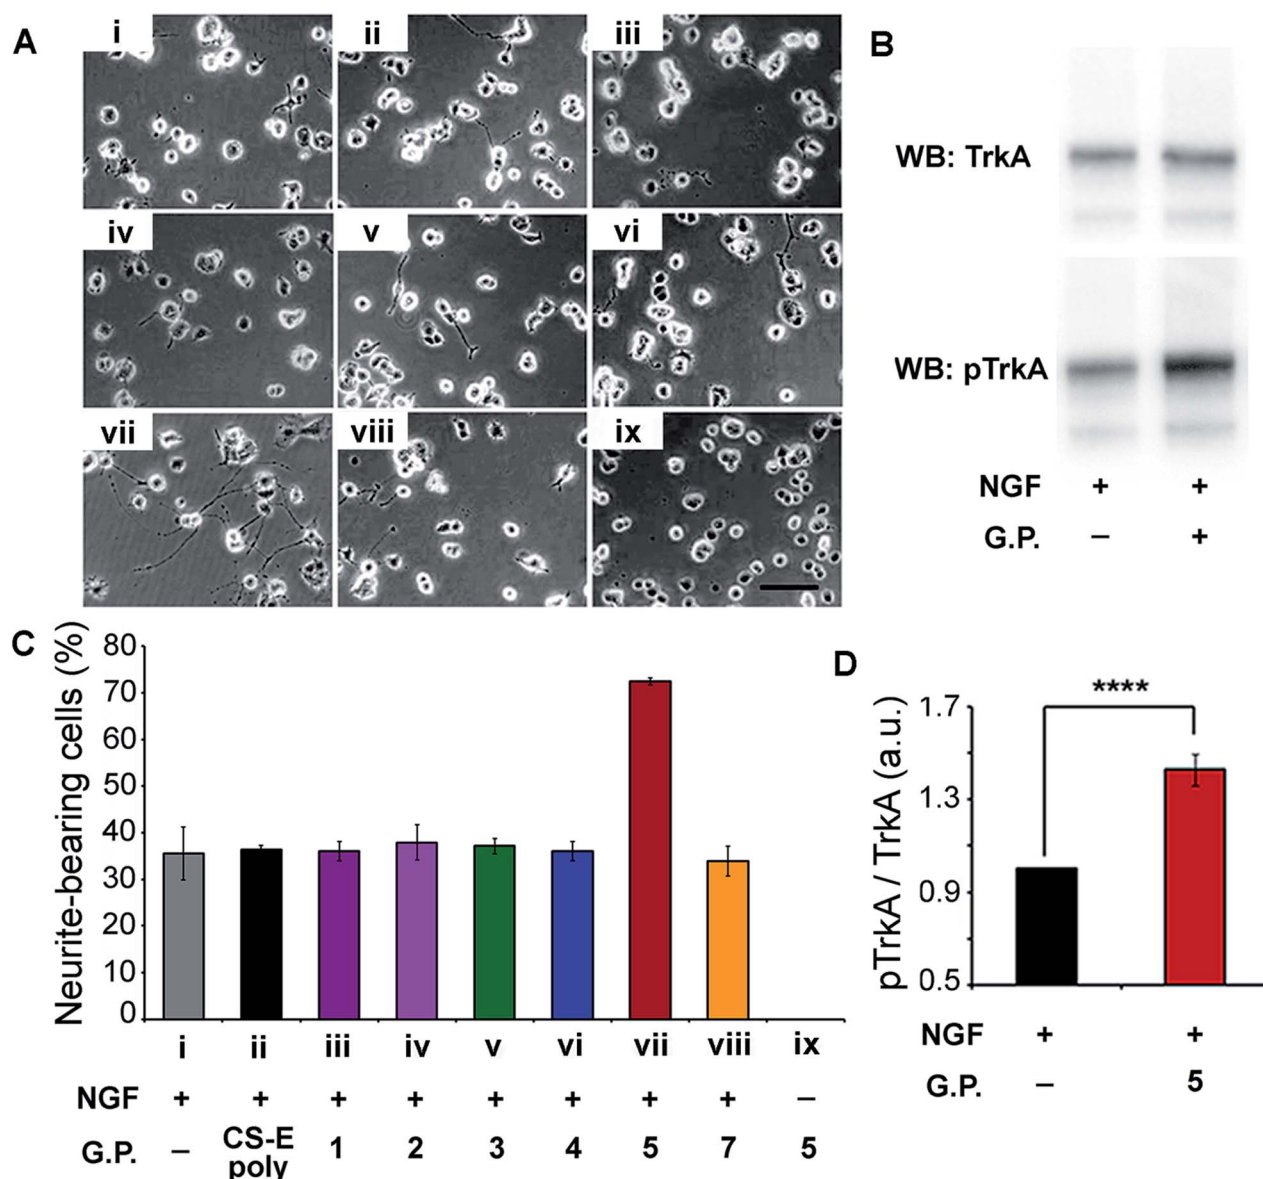 A
i ii iii
iv v vi
vii viii ix
B
WB: TrkA
WB: pTrkA
NGF + +
G.P. – +
C
Neurite-bearing cells (%)
80
70
60
50
40
30
20
10
0
i ii iii iv v vi vii viii ix
NGF + + + + + + + + –
G.P. – CS-E poly 1 2 3 4 5 7 5
D
pTrkA / TrkA (a.u.)
****
1.7
1.3
0.9
0.5
NGF + +
G.P. – 5